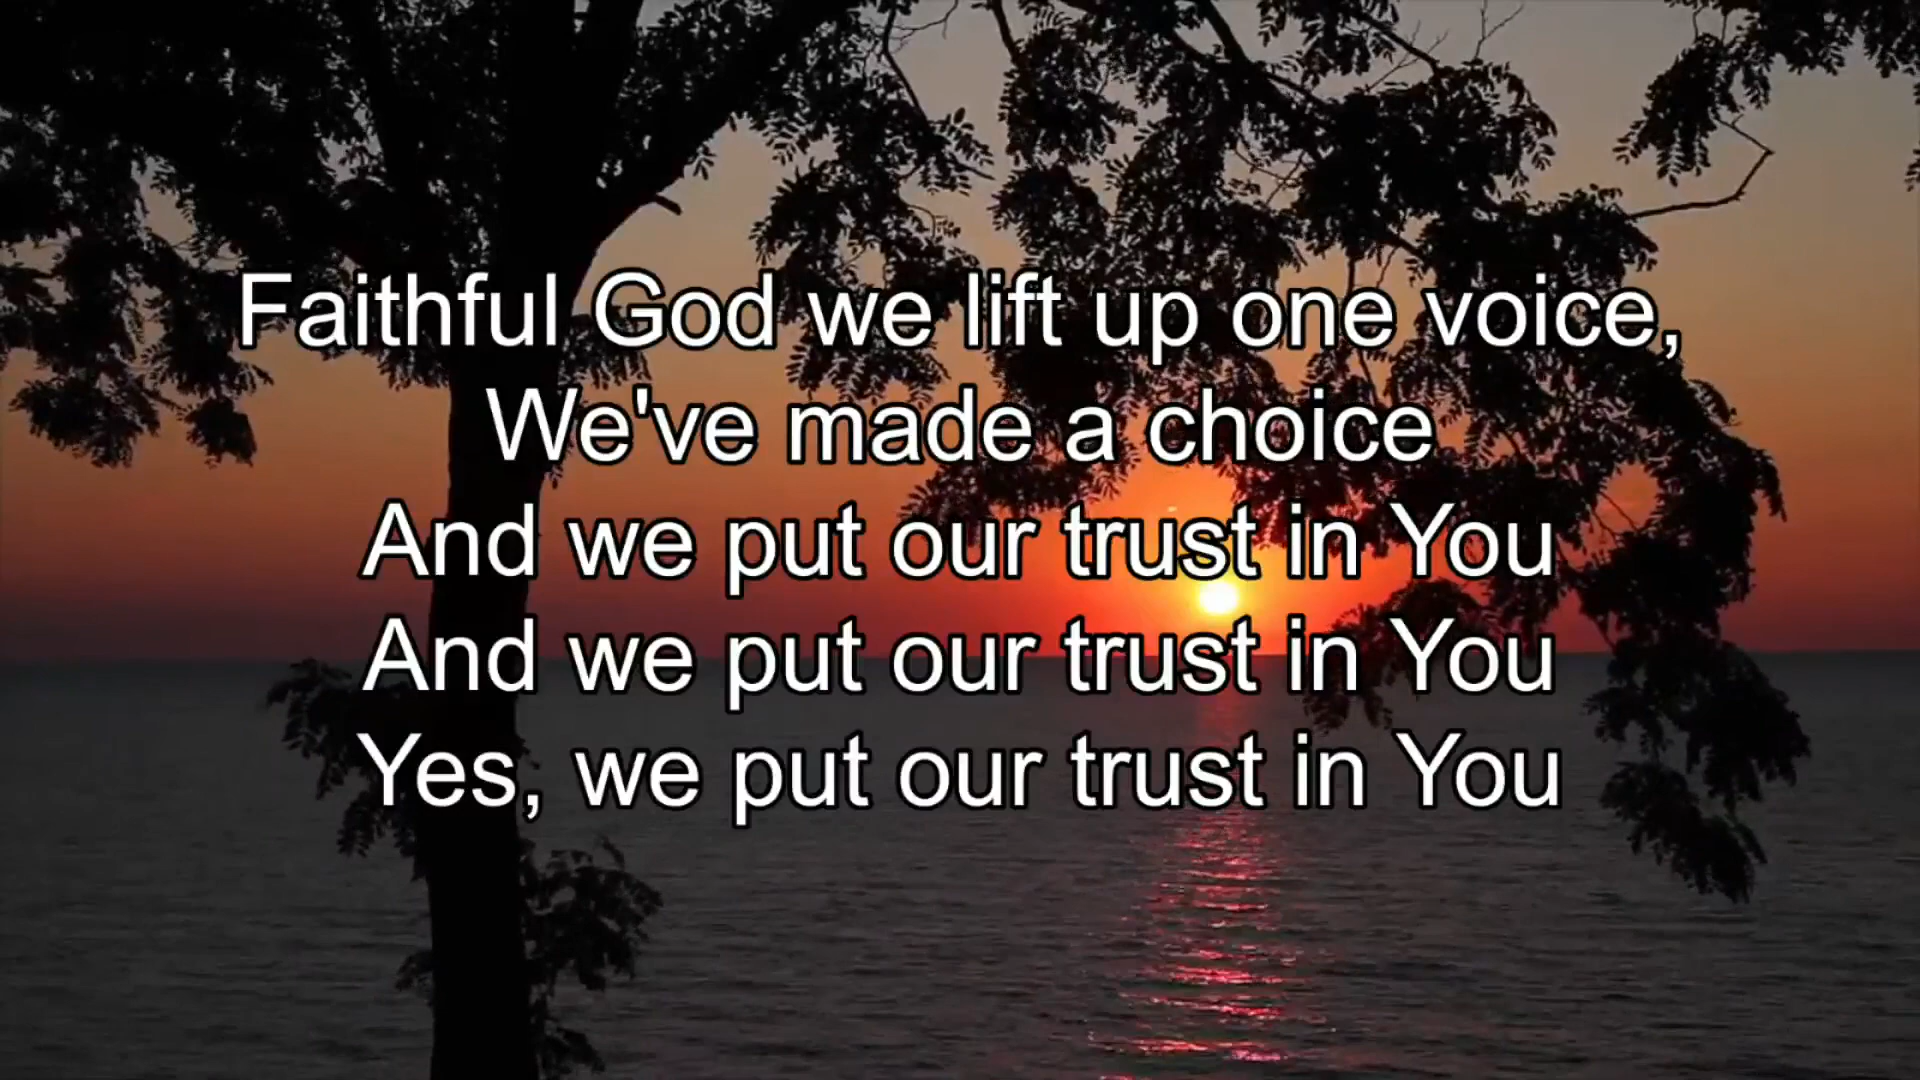 Faithful God we lift up one voice,
We've made a choice
And we put our trust in You
And we put our trust in You
Yes, we put our trust in You